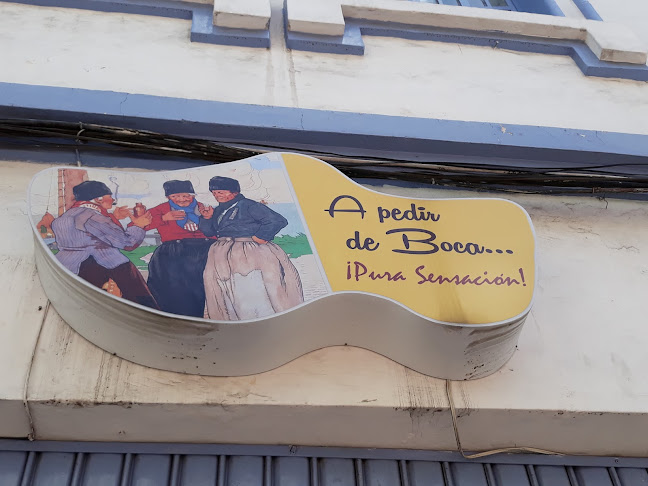 A pedir
de Boca...
¡Pura Sensación!